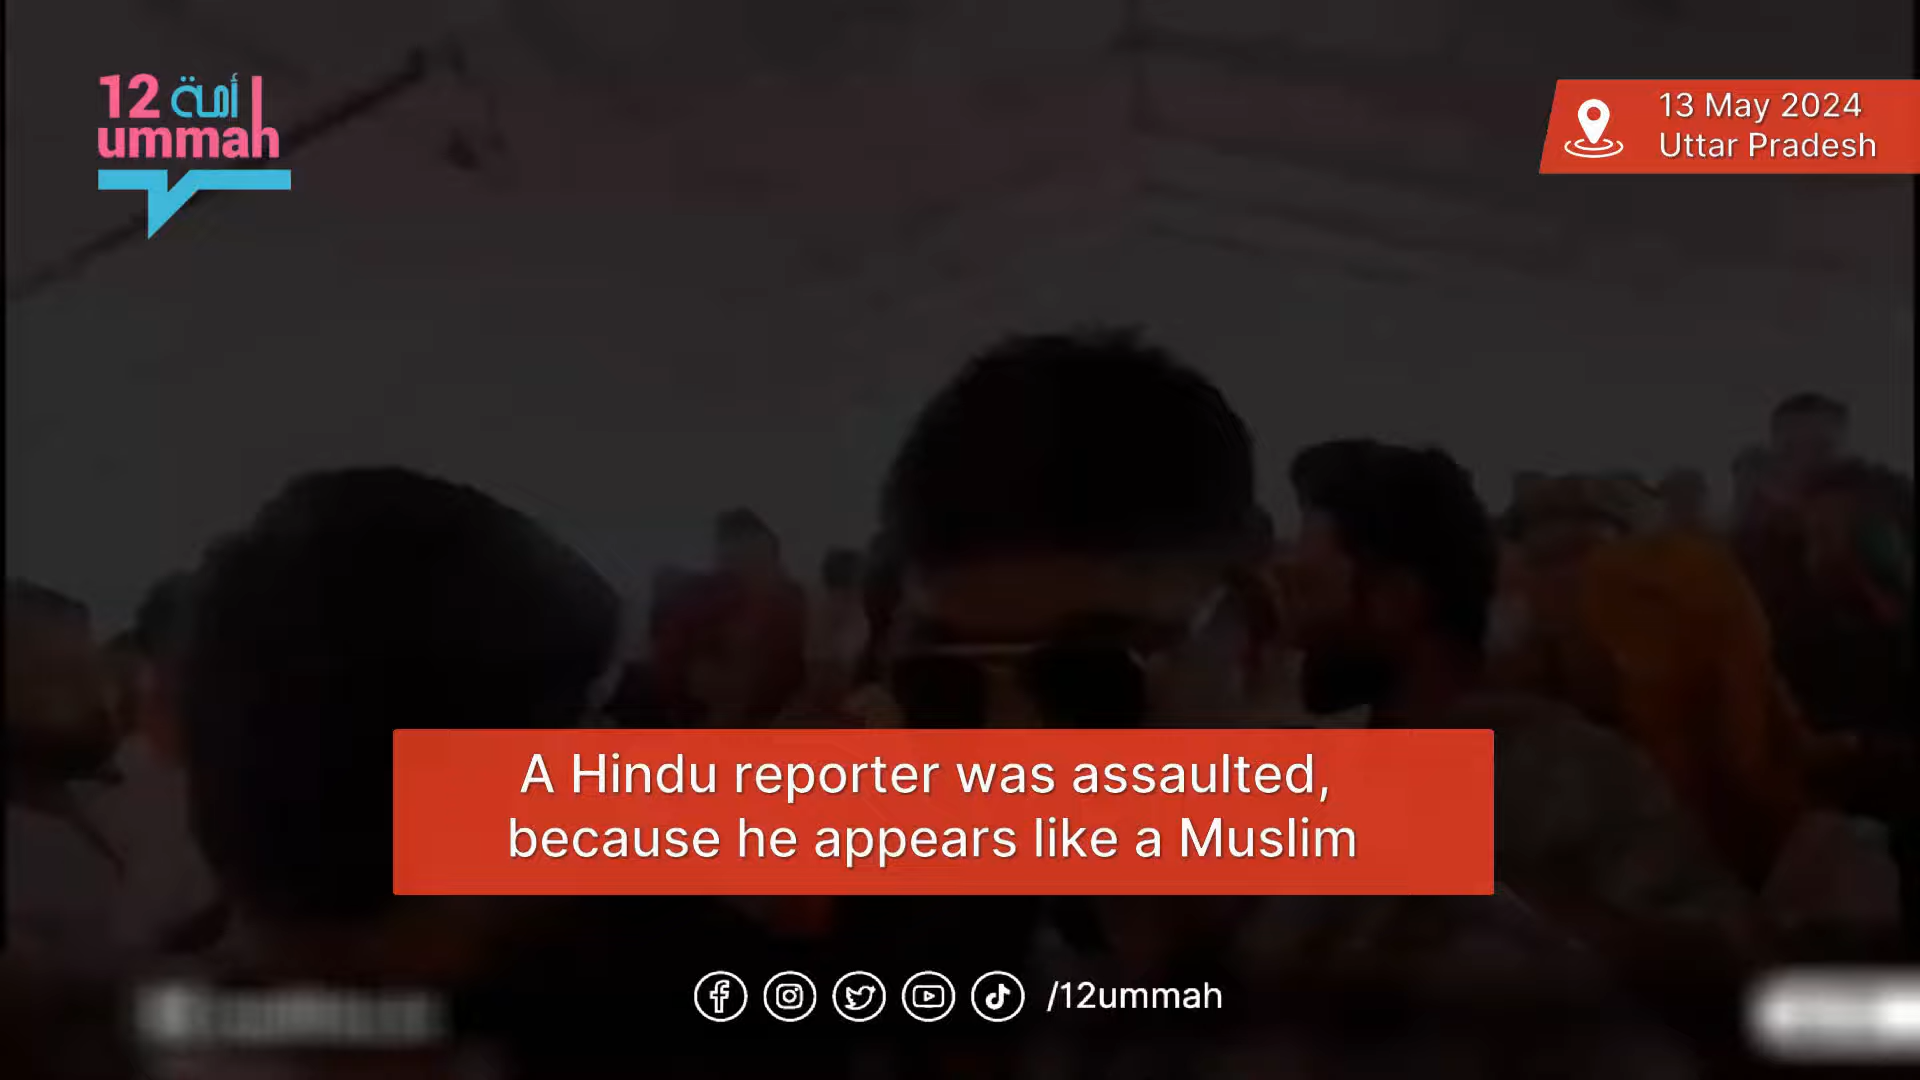 12 أمة
ummah
13 May 2024
Uttar Pradesh
A Hindu reporter was assaulted,
because he appears like a Muslim
/12ummah